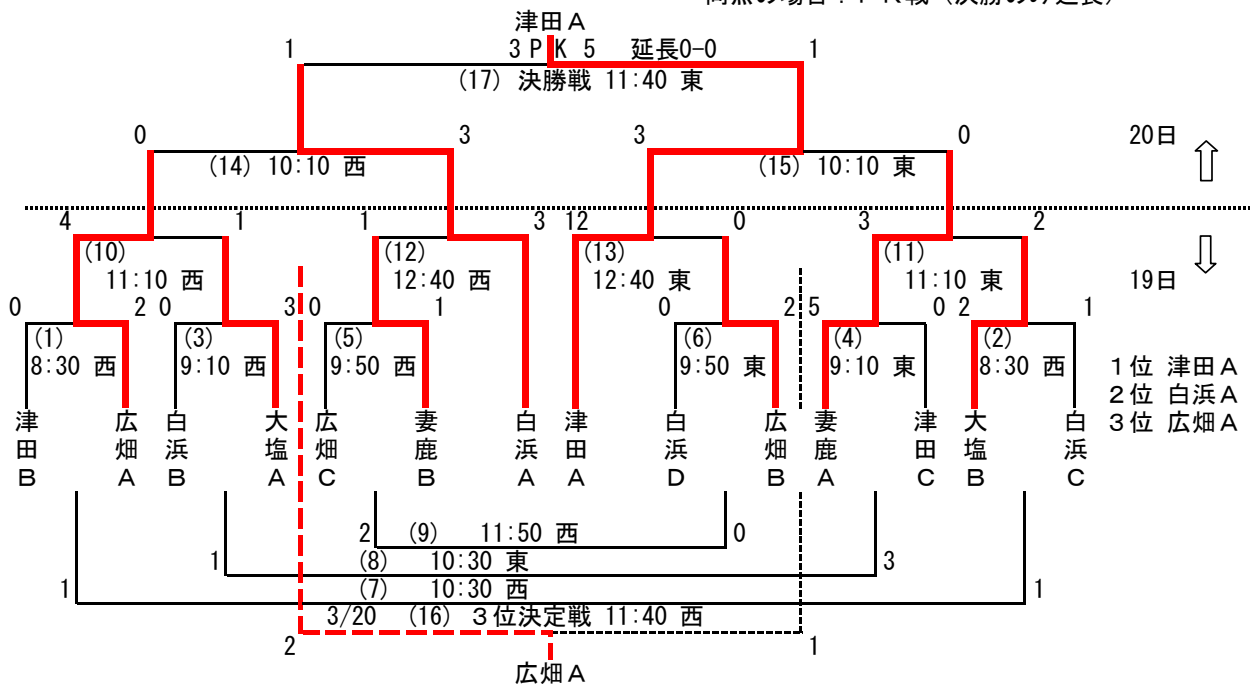 津田Ａ
1 3ＰＫ 5 延長0-0 1
(17) 決勝戦 11:40 東
0 3 3 0 20日
(14) 10:10 西 (15) 10:10 東
4 1 1 3 12 0 3 2
(10) (12) (13) (11)
11:10 西 12:40 西 12:40 東 11:10 東 19日
0 2 0 3 0 1 0 2 5 0 2 1
(1) (3) (5) (6) (4) (2)
8:30 西 9:10 西 9:50 西 9:50 東 9:10 東 8:30 西
１位 津田Ａ
２位 白浜Ａ
３位 広畑Ａ
津田Ｂ
広畑Ａ
白浜Ｂ
大塩Ａ
広畑Ｃ
妻鹿Ｂ
白浜Ａ
津田Ａ
白浜Ｄ
広畑Ｂ
妻鹿Ａ
津田Ｃ
大塩Ｂ
白浜Ｃ
2 (9) 11:50 西 0
1 (8) 10:30 東 3
1 (7) 10:30 西 1
3/20 (16) ３位決定戦 11:40 西
2 1
広畑Ａ